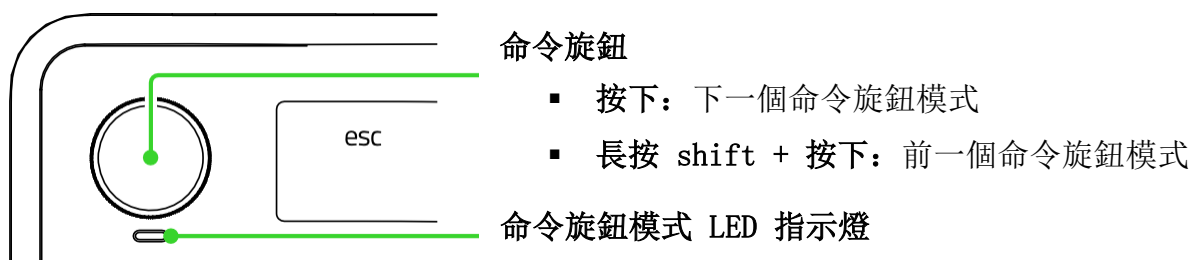 命令旋鈕
▪ 按下：下一個命令旋鈕模式
esc
▪ 長按 shift + 按下：前一個命令旋鈕模式
命令旋鈕模式 LED 指示燈